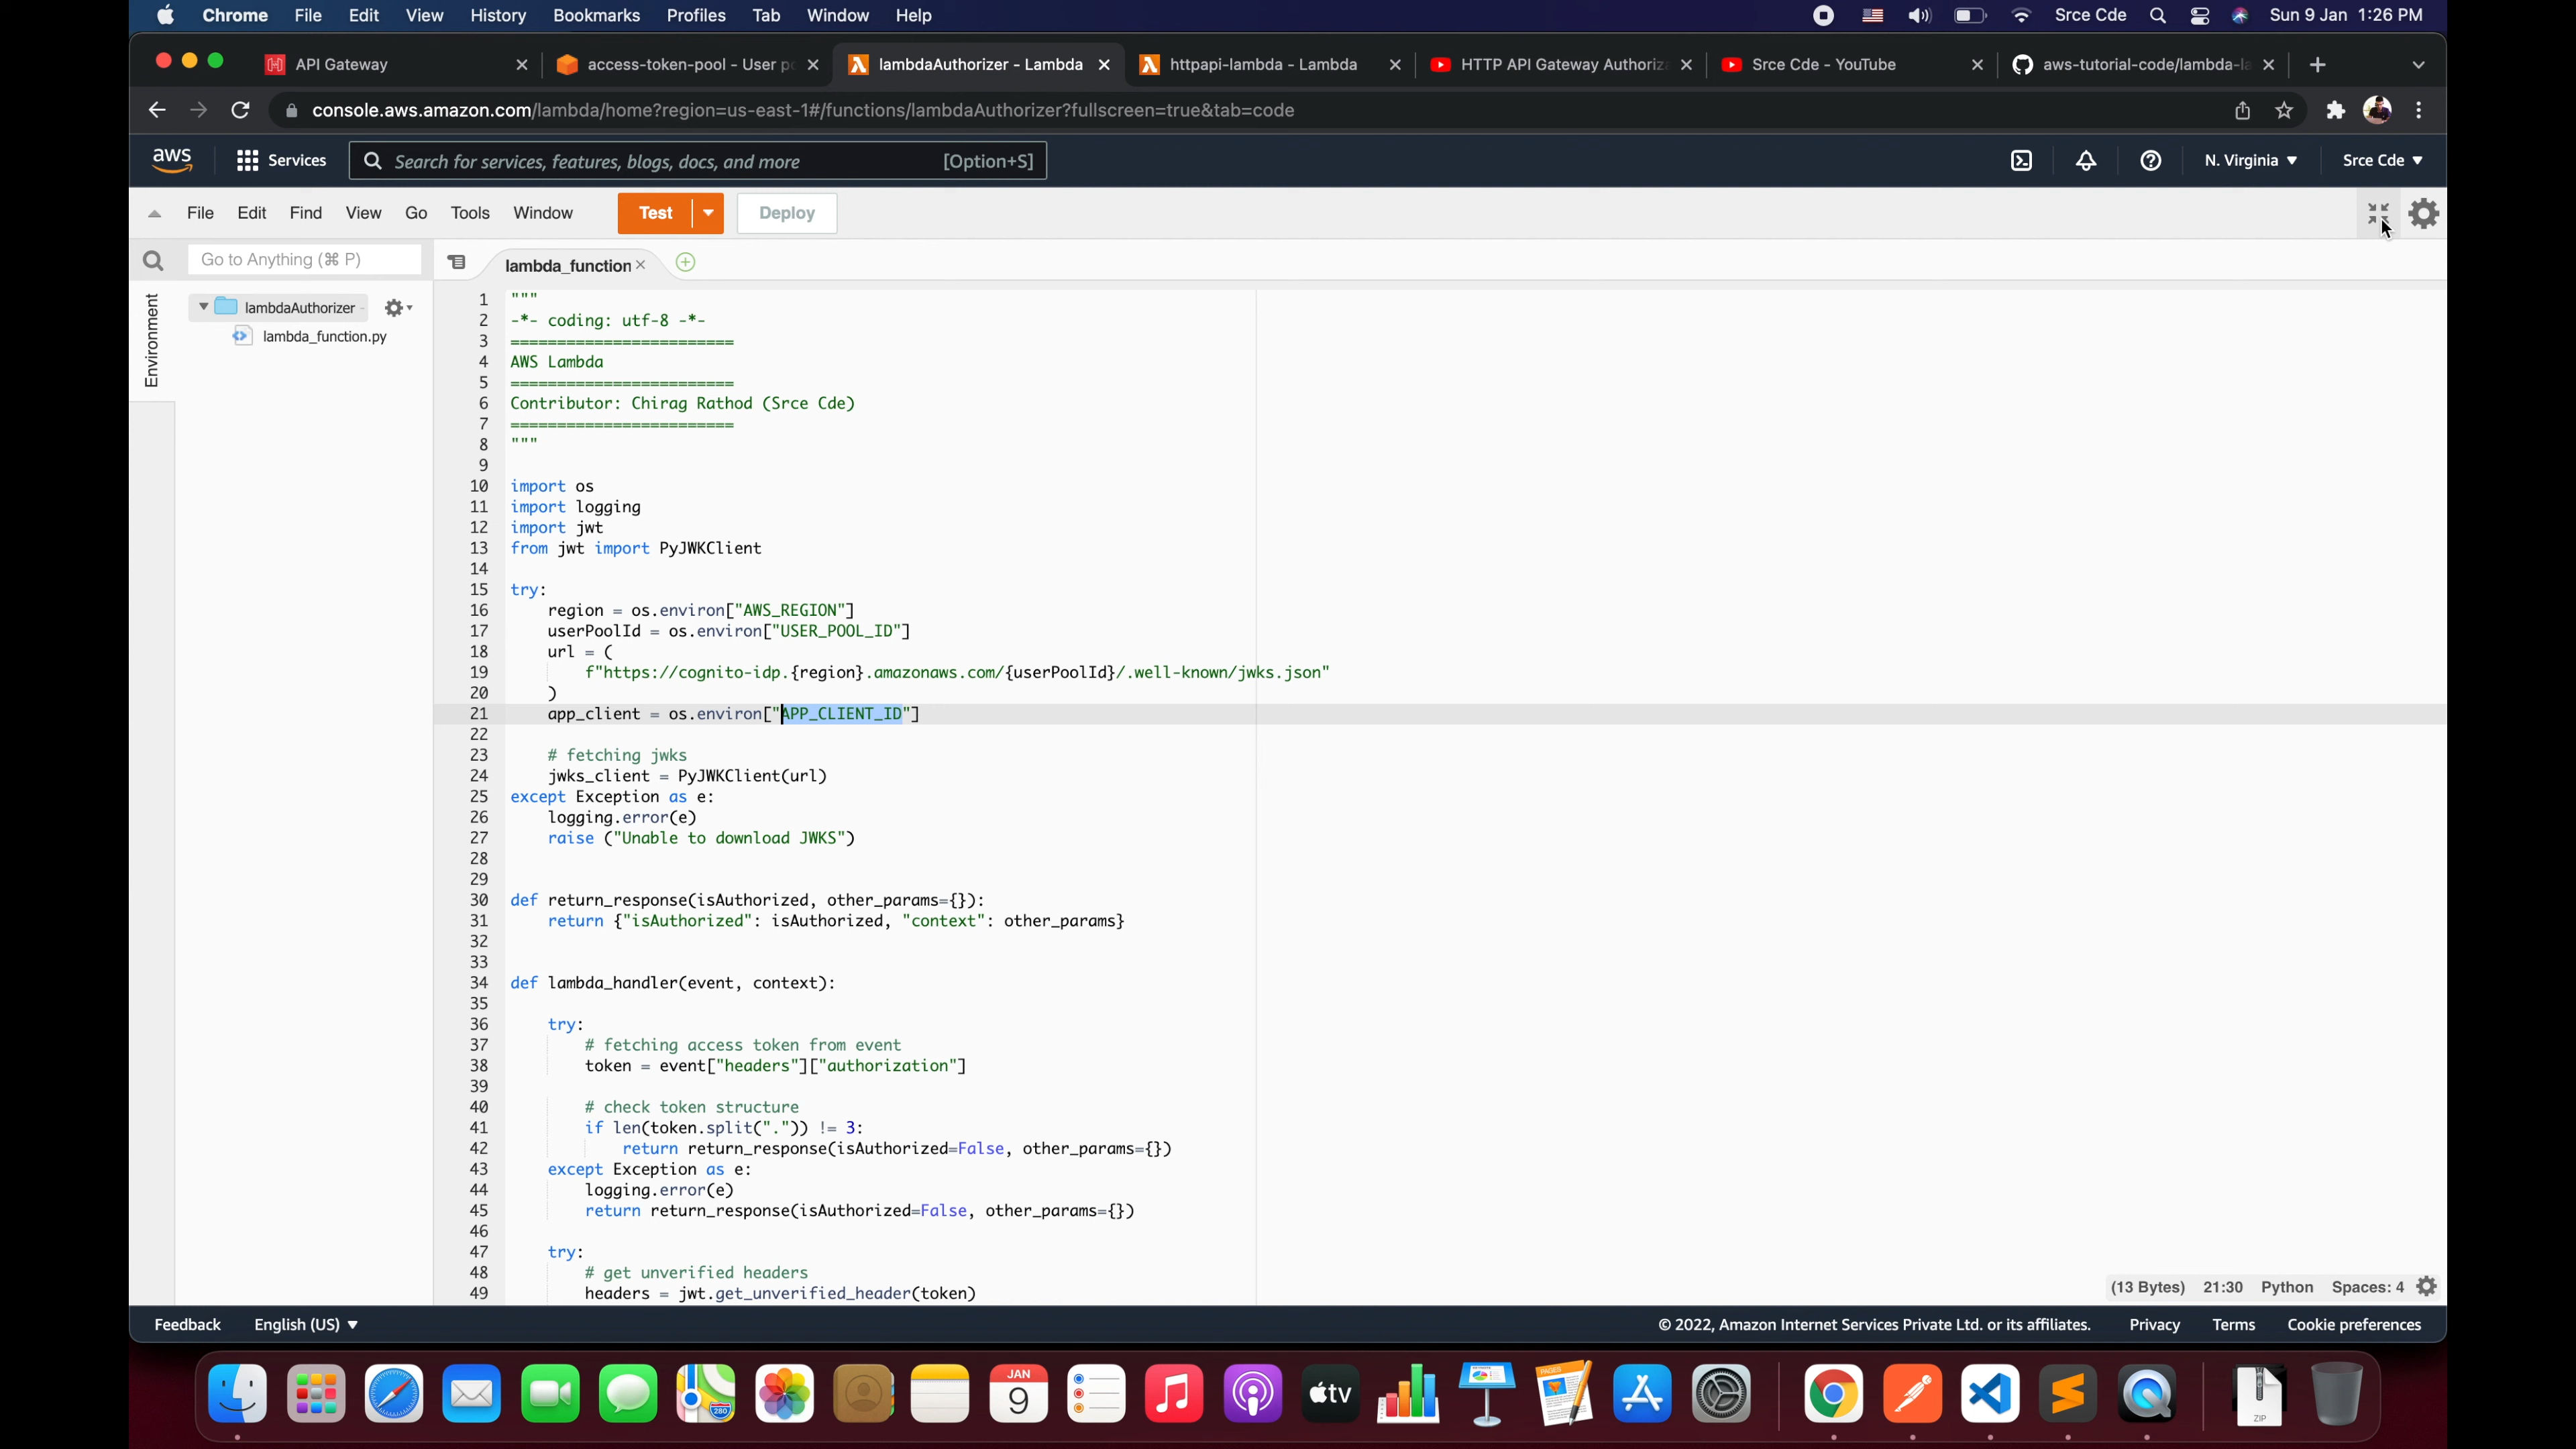 Chrome File Edit View History Bookmarks Profiles Tab Window Help Srce Cde Sun 9 Jan 1:26 PM
API Gateway access-token-pool - User po lambdaAuthorizer - Lambda httpapi-lambda - Lambda HTTP API Gateway Authoriz Srce Cde - YouTube aws-tutorial-code/lambda-la
console.aws.amazon.com/lambda/home?region=us-east-1#/functions/lambdaAuthorizer?fullscreen=true&tab=code
aws Services Search for services, features, blogs, docs, and more [Option+S] N. Virginia Srce Cde
File Edit Find View Go Tools Window Test Deploy
Go to Anything (⌘ P) lambda_function
Environment
lambdaAuthorizer -
lambda_function.py
1 """
2 -*- coding: utf-8 -*-
3 ========================
4 AWS Lambda
5 ========================
6 Contributor: Chirag Rathod (Srce Cde)
7 ========================
8 """
9
10 import os
11 import logging
12 import jwt
13 from jwt import PyJWKClient
14
15 try:
16     region = os.environ["AWS_REGION"]
17     userPoolId = os.environ["USER_POOL_ID"]
18     url = (
19         f"https://cognito-idp.{region}.amazonaws.com/{userPoolId}/.well-known/jwks.json"
20     )
21     app_client = os.environ["APP_CLIENT_ID"]
22
23     # fetching jwks
24     jwks_client = PyJWKClient(url)
25 except Exception as e:
26     logging.error(e)
27     raise ("Unable to download JWKS")
28
29
30 def return_response(isAuthorized, other_params={}):
31     return {"isAuthorized": isAuthorized, "context": other_params}
32
33
34 def lambda_handler(event, context):
35
36     try:
37         # fetching access token from event
38         token = event["headers"]["authorization"]
39
40         # check token structure
41         if len(token.split(".")) != 3:
42             return return_response(isAuthorized=False, other_params={})
43     except Exception as e:
44         logging.error(e)
45         return return_response(isAuthorized=False, other_params={})
46
47     try:
48         # get unverified headers
49         headers = jwt.get_unverified_header(token)
(13 Bytes) 21:30 Python Spaces: 4
Feedback English (US) © 2022, Amazon Internet Services Private Ltd. or its affiliates. Privacy Terms Cookie preferences
280 JAN 9 tv PAGES ZIP